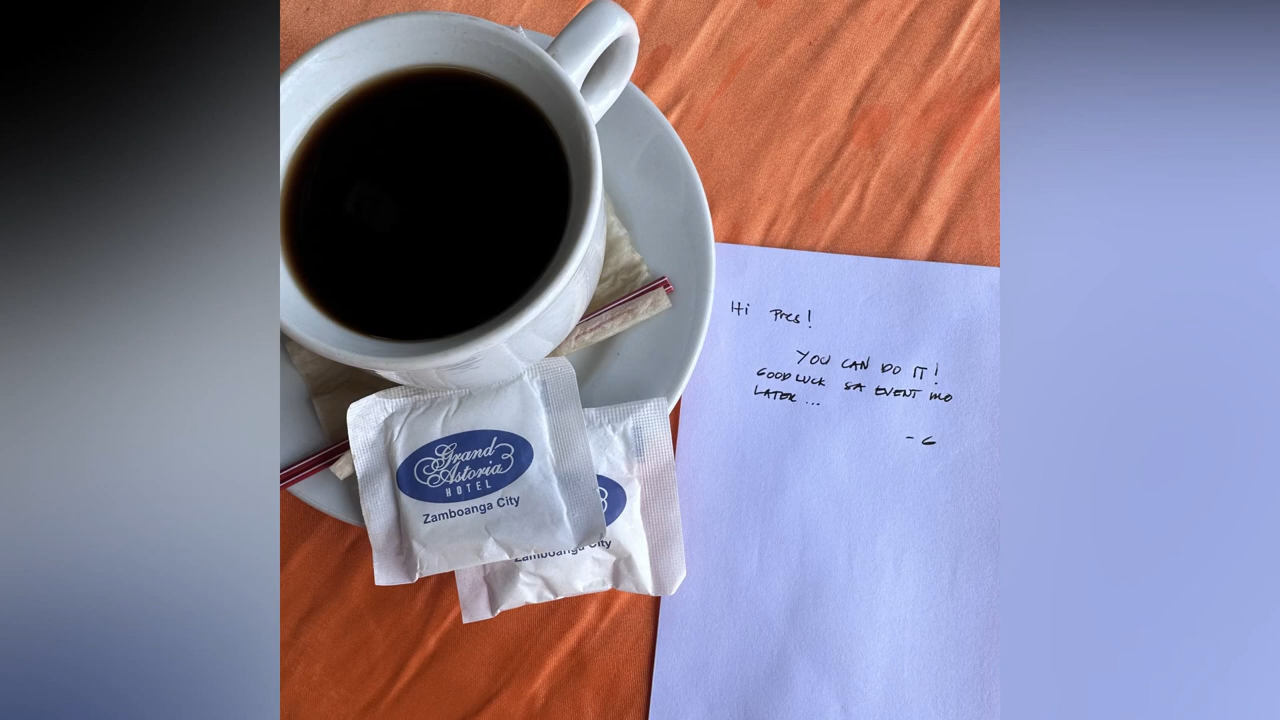 Grand
Astoria
HOTEL
Zamboanga City
Zamboanga City
Hi Pres!
YOU CAN DO IT!
GOOD LUCK SA EVENT MO
LATER ...
- G